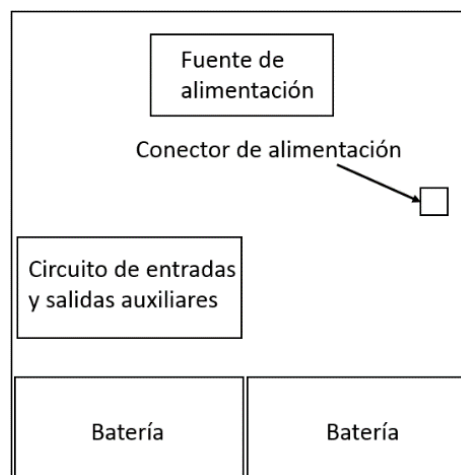 Fuente de
alimentación
Conector de alimentación
Circuito de entradas
y salidas auxiliares
Batería
Batería